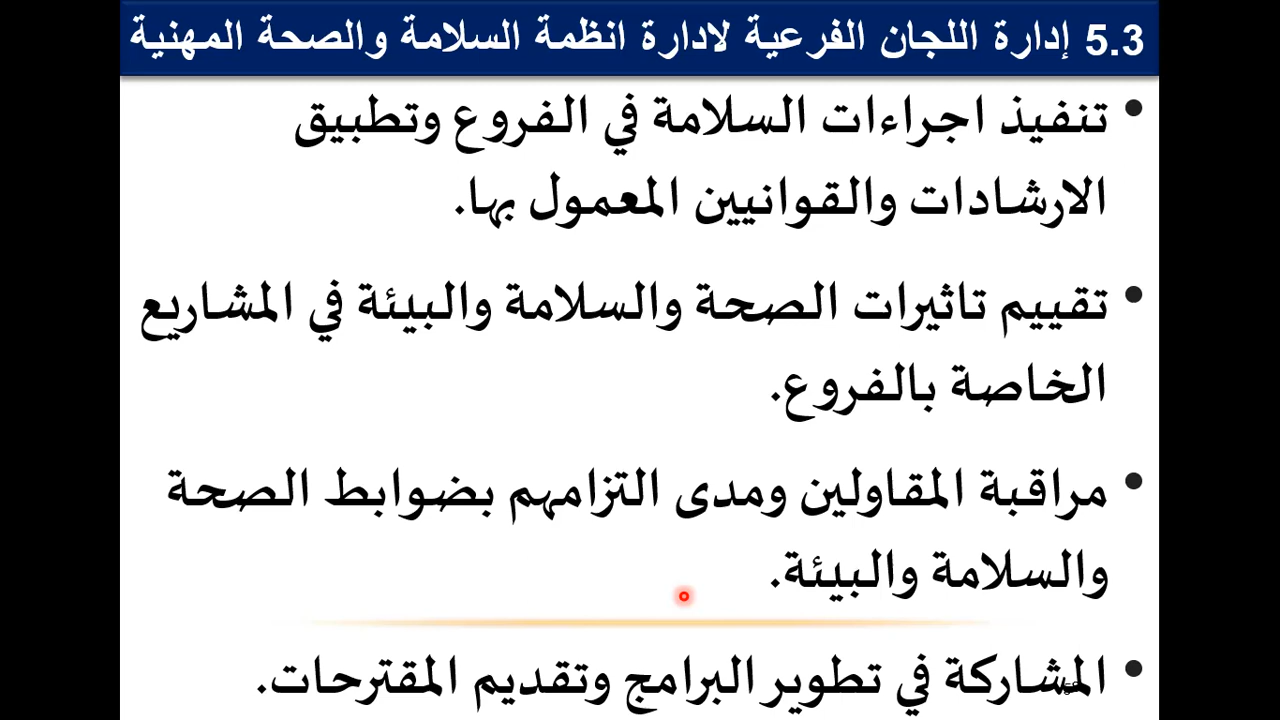 5.3 إدارة اللجان الفرعية لادارة انظمة السلامة والصحة المهنية
• تنفيذ اجراءات السلامة في الفروع وتطبيق
الارشادات والقوانيين المعمول بها.
• تقييم تاثيرات الصحة والسلامة والبيئة في المشاريع
الخاصة بالفروع.
• مراقبة المقاولين ومدى التزامهم بضوابط الصحة
والسلامة والبيئة.
• المشاركة في تطوير البرامج وتقديم المقترحات.